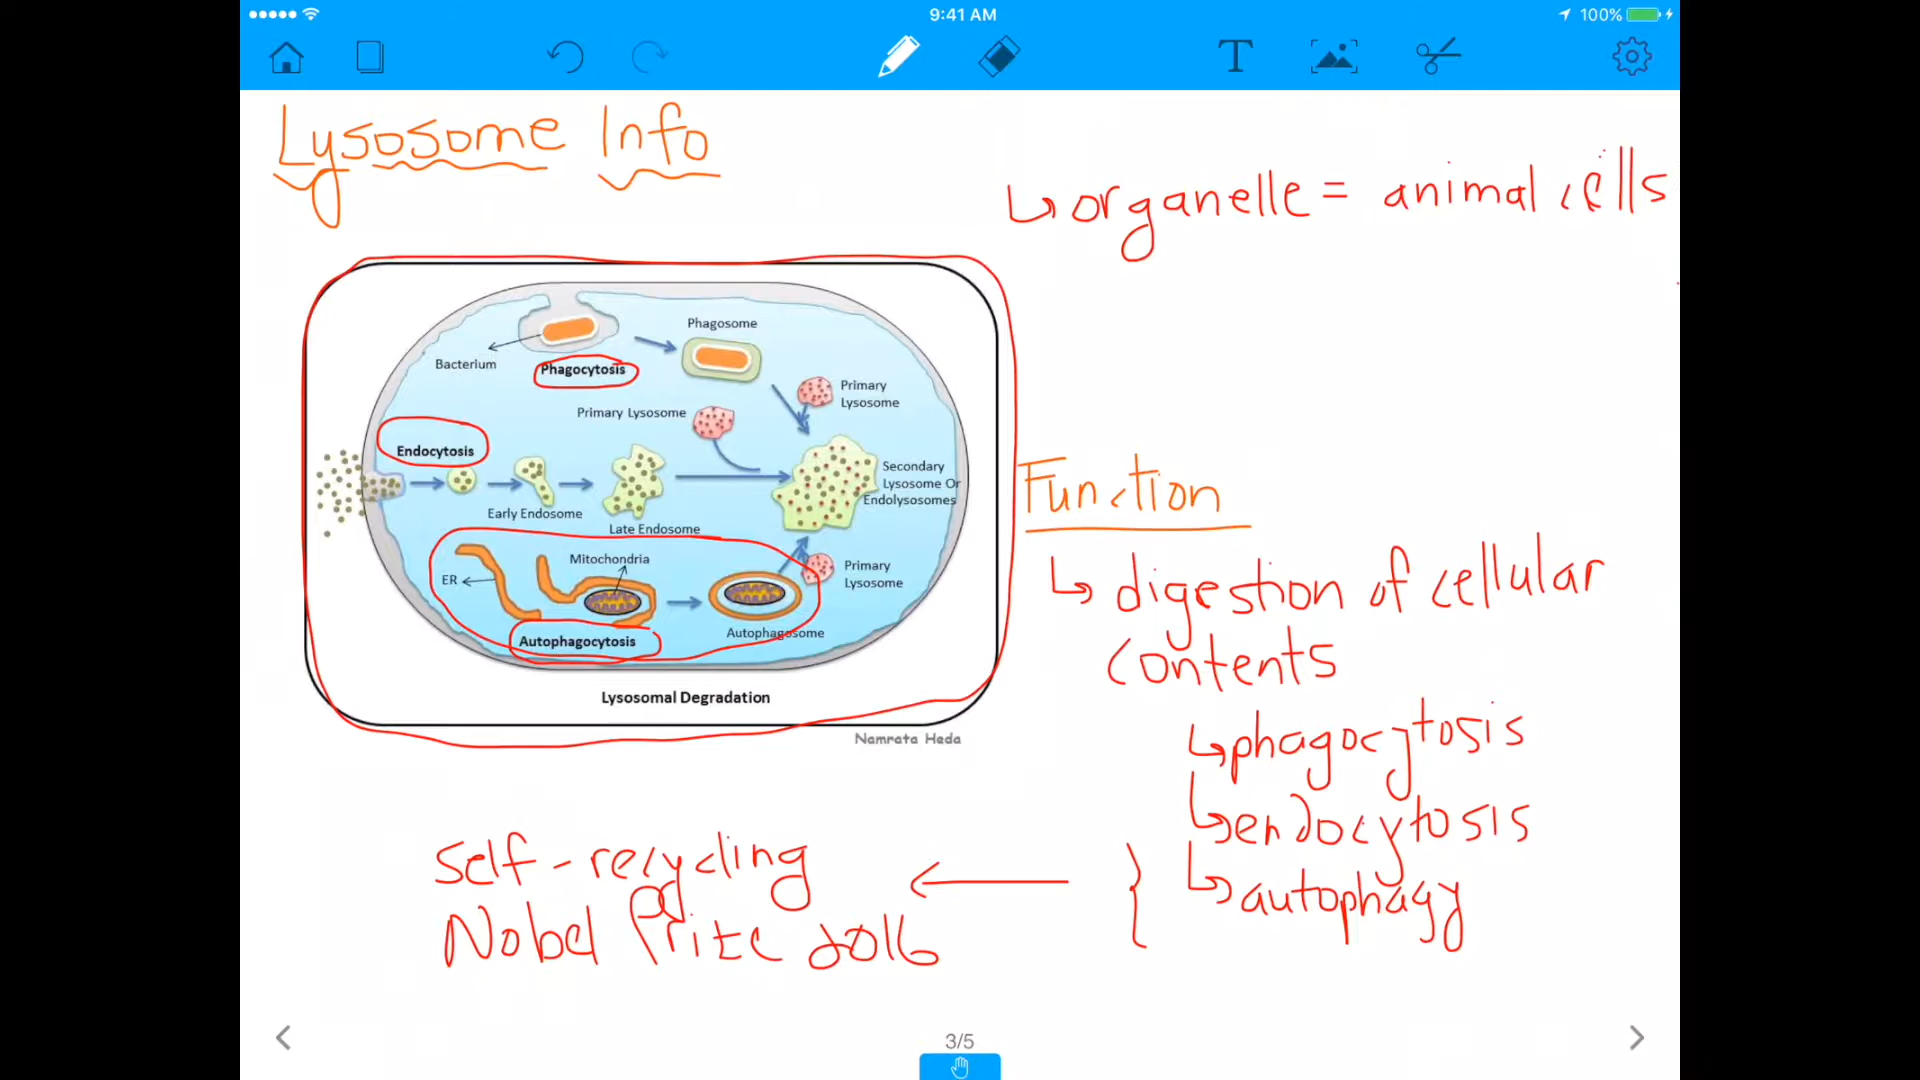 9:41 AM
100%
T
Lysosome Info
↳ organelle = animal cells
Phagosome
Bacterium
Phagocytosis
Primary
Lysosome
Primary Lysosome
Endocytosis
Secondary
Lysosome Or
Endolysosomes
Early Endosome
Late Endosome
Mitochondria
ER
Primary
Lysosome
Autophagosome
Autophagocytosis
Lysosomal Degradation
Namrata Heda
Function
↳ digestion of cellular
contents
↳ phagocytosis
↳ endocytosis
↳ autophagy
Self-recycling
Nobel Prize 2016
3/5